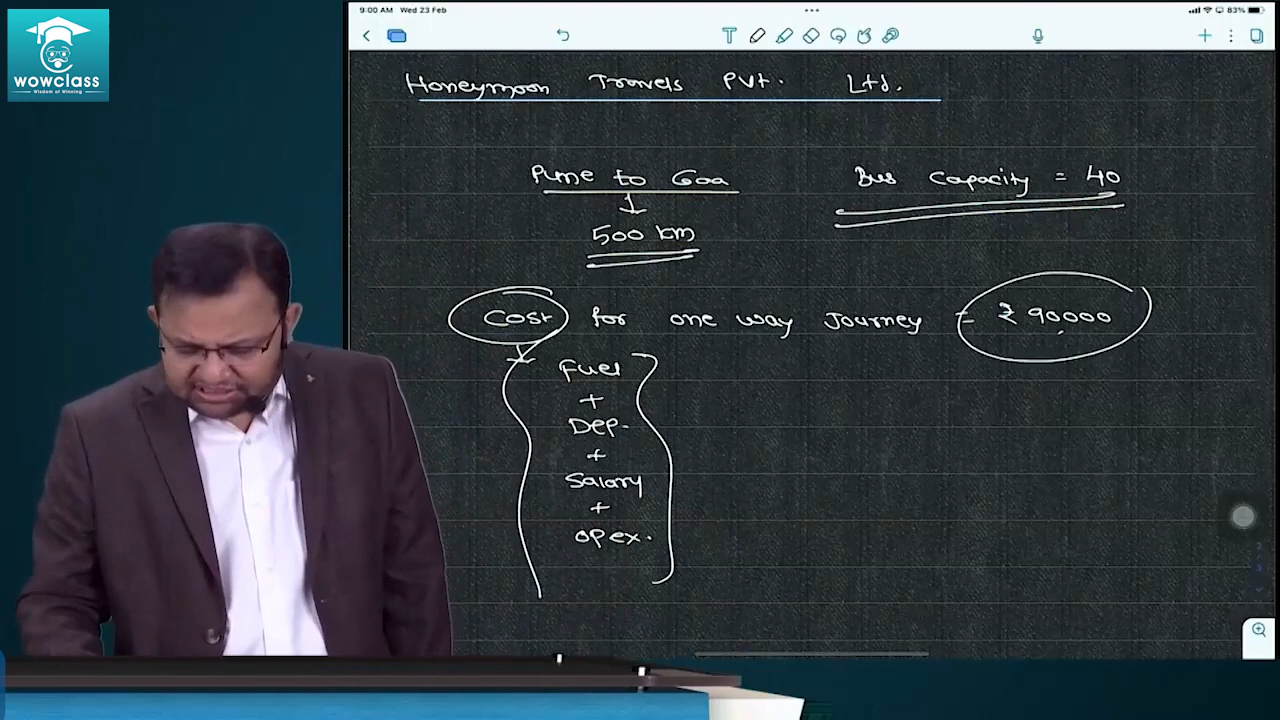 9:00 AM Wed 23 Feb
83%
wowclass
Wisdom of Winning
Honeymoon Travels Pvt. Ltd.
Pune to Goa
500 km
Bus Capacity = 40
Cost for one way Journey = ₹ 90000
Fuel
+
Dep.
+
Salary
+
opex.